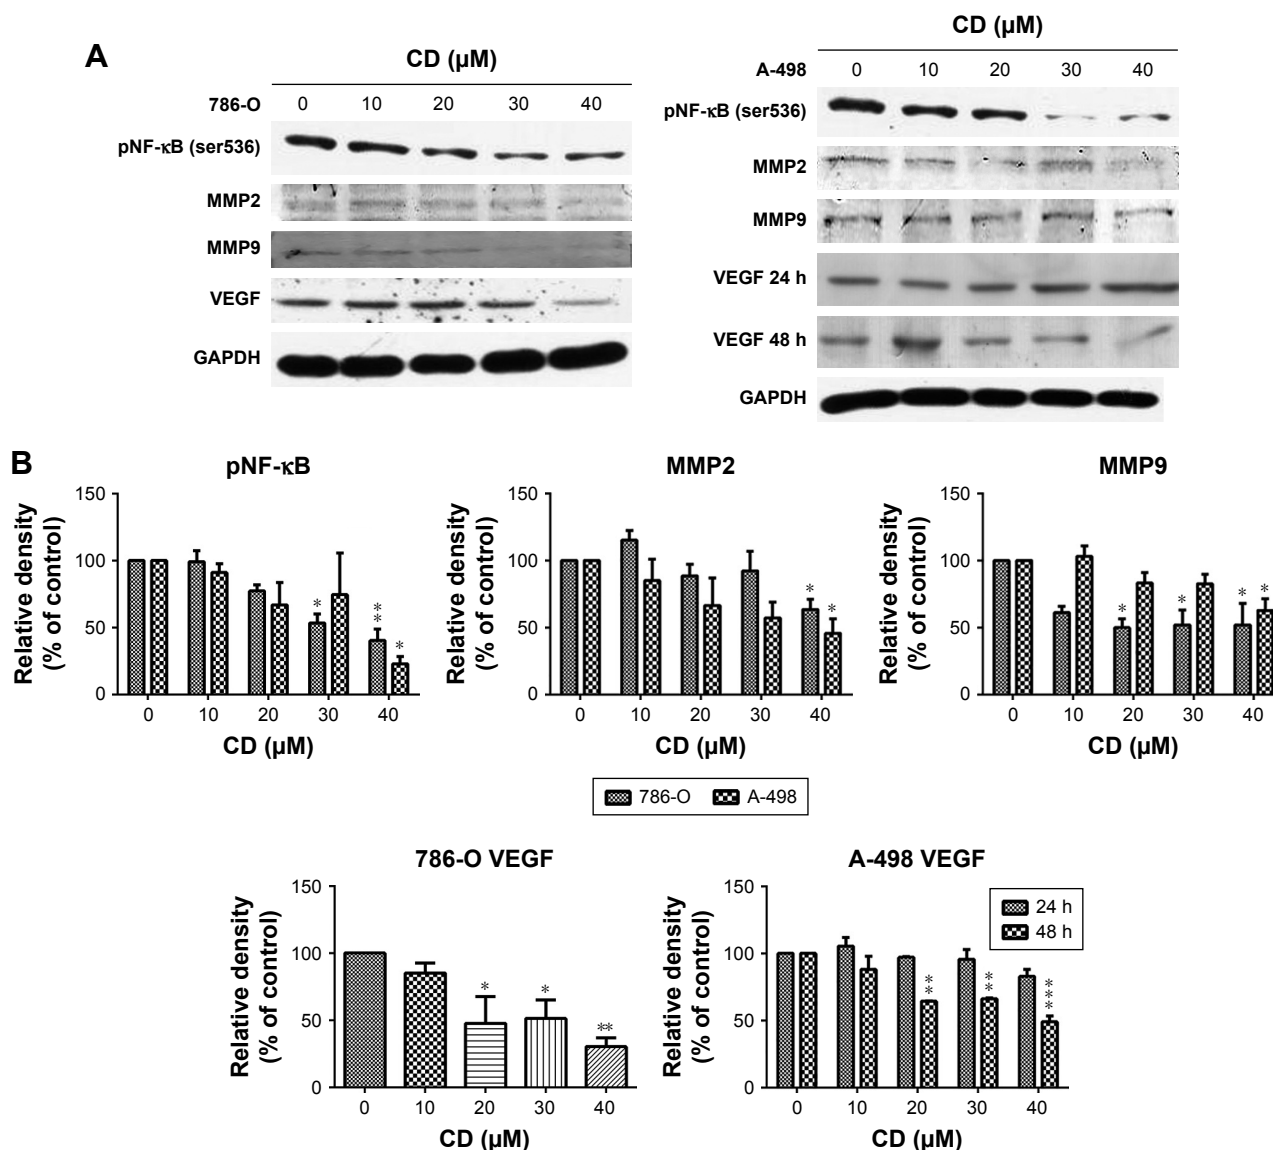 A
CD (µM)
786-O 0 10 20 30 40
pNF-κB (ser536)
MMP2
MMP9
VEGF
GAPDH
CD (µM)
A-498 0 10 20 30 40
pNF-κB (ser536)
MMP2
MMP9
VEGF 24 h
VEGF 48 h
GAPDH
B
pNF-κB
Relative density
(% of control)
150
100
50
0
*
**
*
0 10 20 30 40
CD (µM)
MMP2
Relative density
(% of control)
150
100
50
0
* *
0 10 20 30 40
CD (µM)
MMP9
Relative density
(% of control)
150
100
50
0
* * * *
0 10 20 30 40
CD (µM)
786-O A-498
786-O VEGF
Relative density
(% of control)
150
100
50
0
* * **
0 10 20 30 40
CD (µM)
A-498 VEGF
Relative density
(% of control)
150
100
50
0
24 h
48 h
** ** ***
0 10 20 30 40
CD (µM)